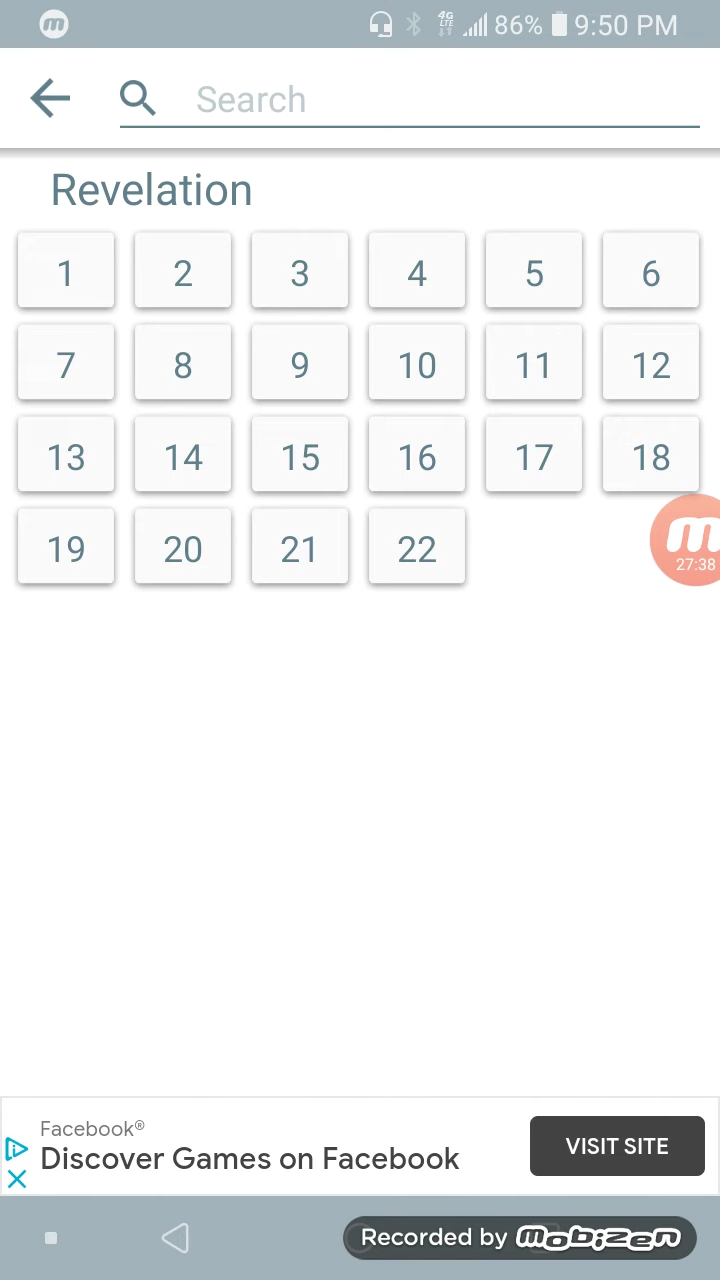 m
4G
LTE
86% 9:50 PM
Search
Revelation
1 2 3 4 5 6
7 8 9 10 11 12
13 14 15 16 17 18
19 20 21 22
m
27:38
Facebook®
Discover Games on Facebook
VISIT SITE
Recorded by mobizen